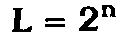 L = 2ⁿ